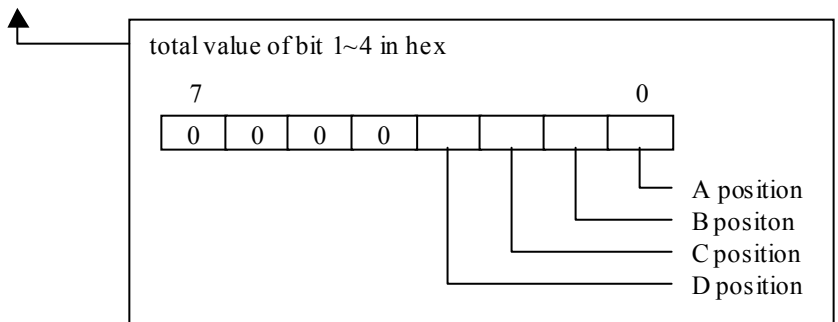 total value of bit 1~4 in hex
7 0
0 0 0 0
A position
B positon
C position
D position